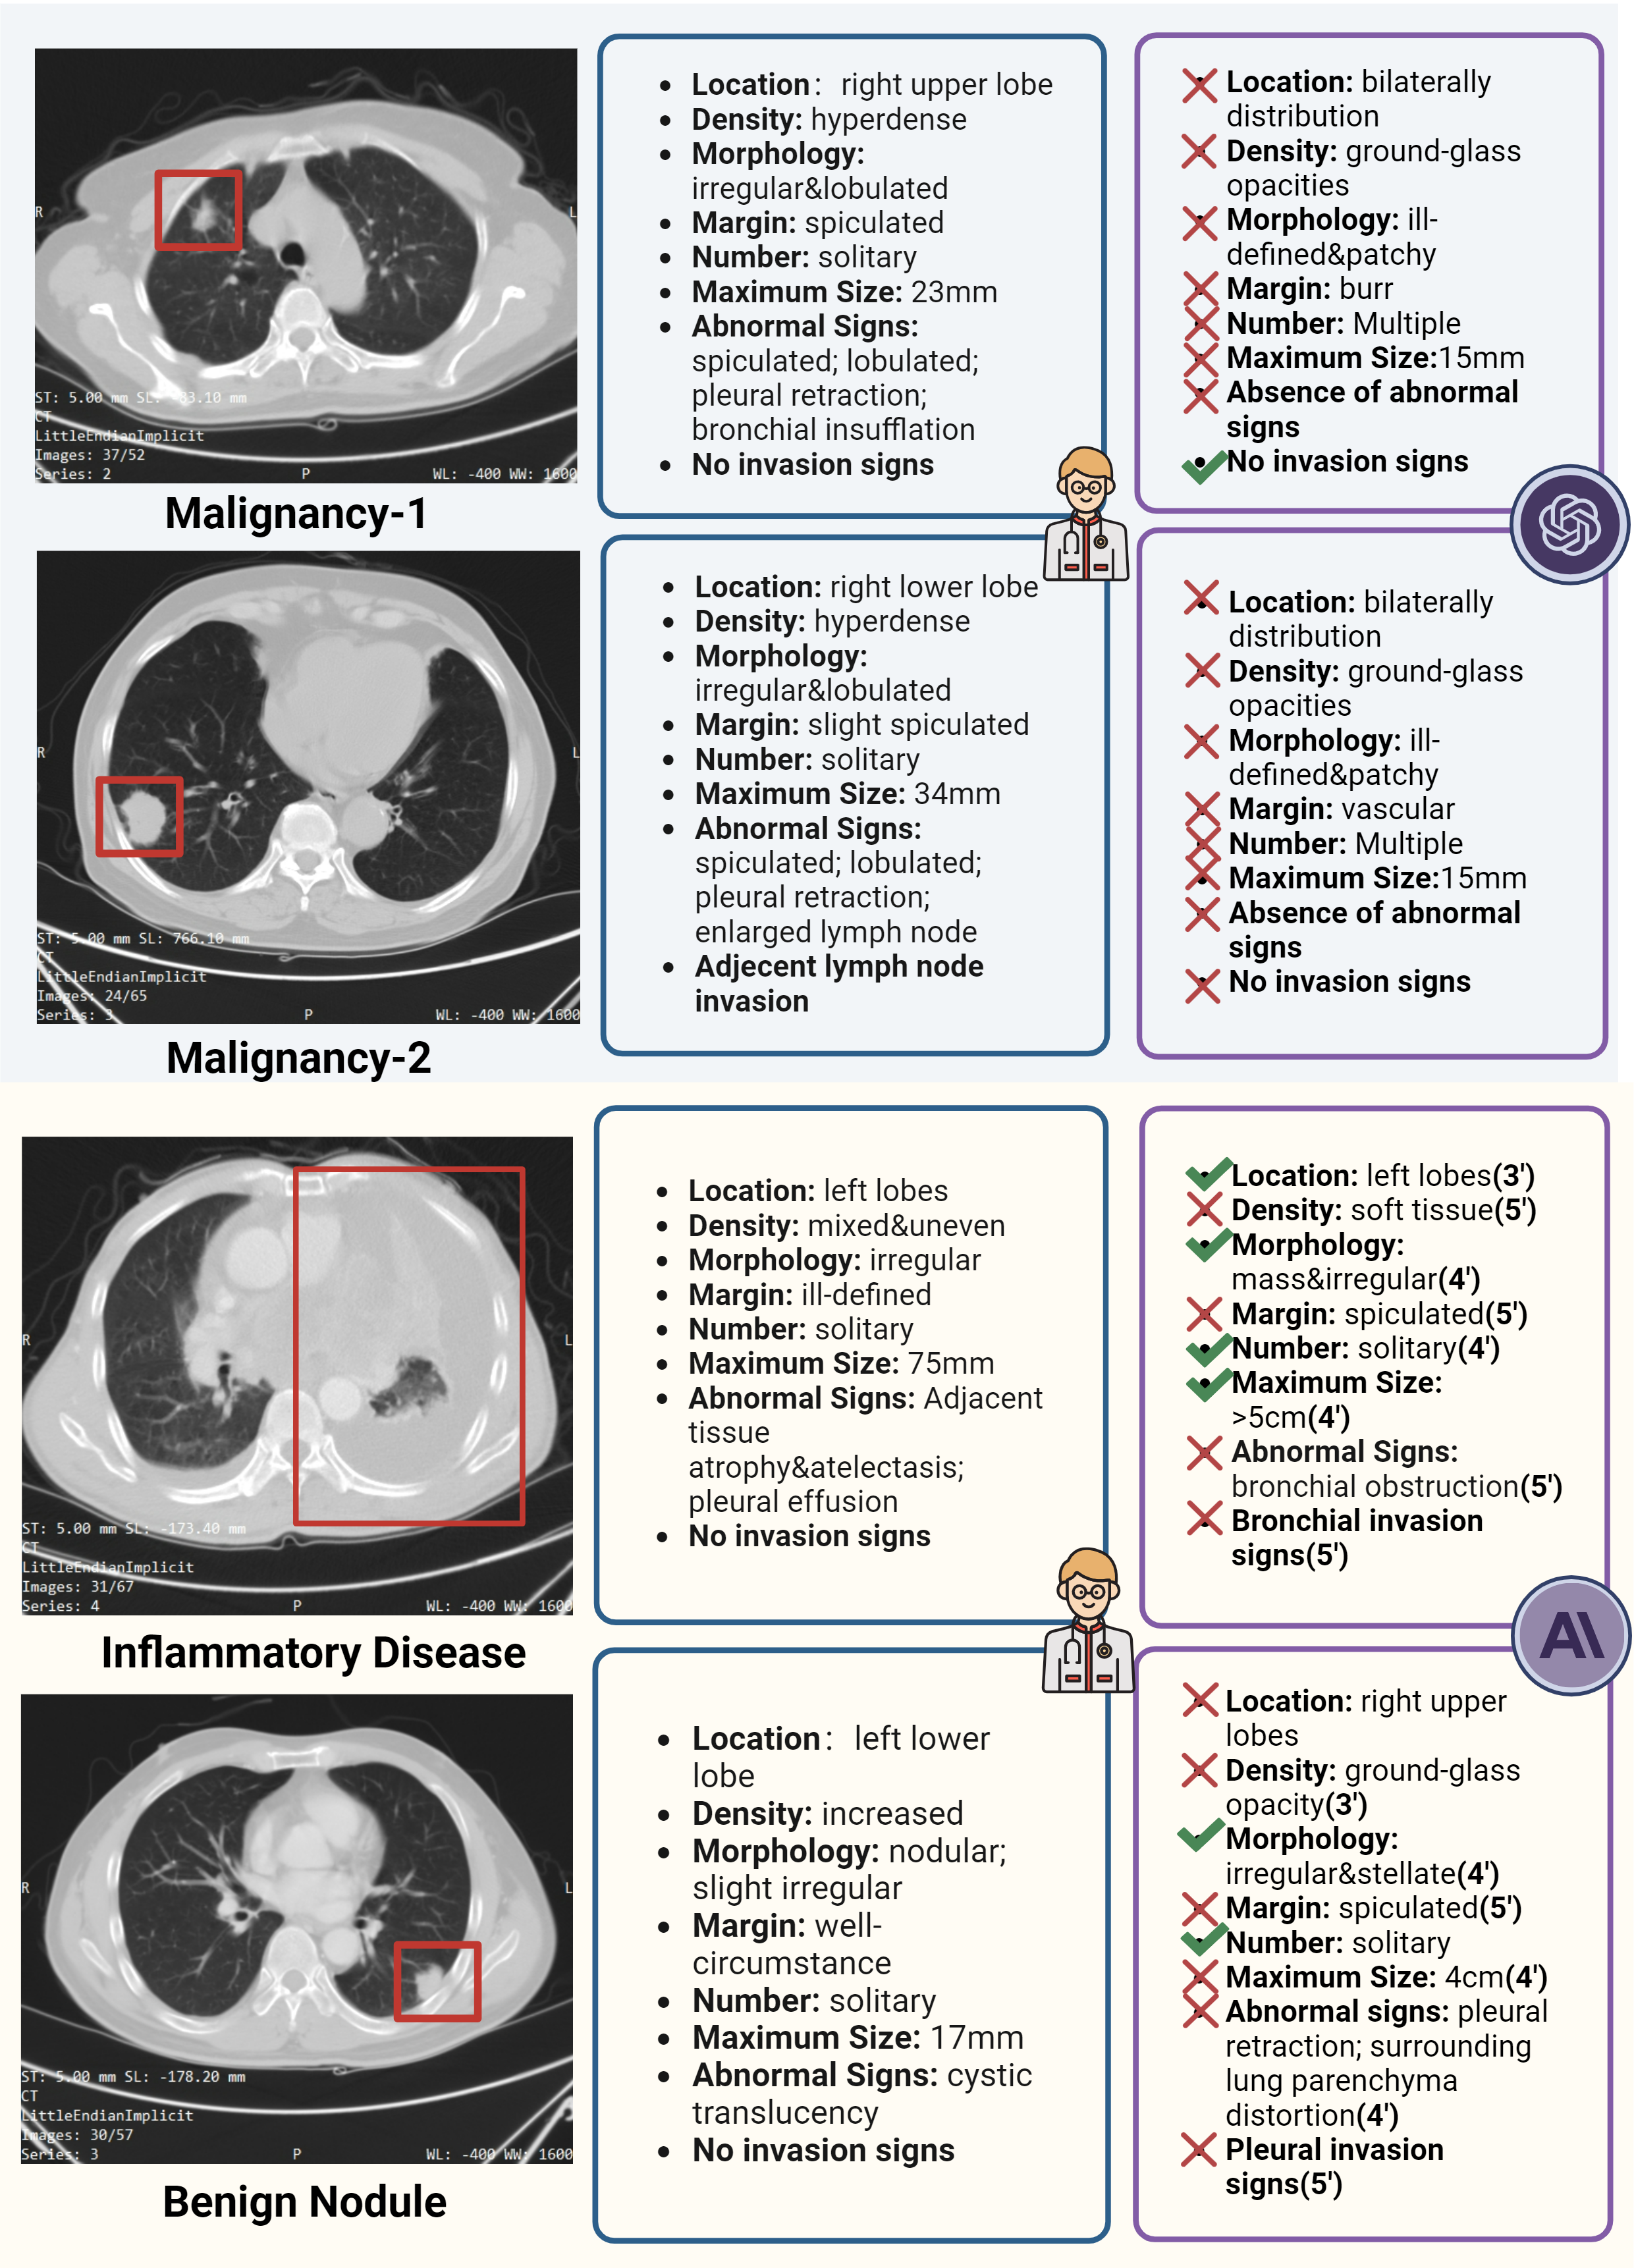 R
L
ST: 5.00 mm SL: -83.10 mm
CT
LittleEndianImplicit
Images: 37/52
Series: 2
P
WL: -400 WW: 1600
Malignancy-1
• Location: right upper lobe
• Density: hyperdense
• Morphology:
irregular&lobulated
• Margin: spiculated
• Number: solitary
• Maximum Size: 23mm
• Abnormal Signs:
spiculated; lobulated;
pleural retraction;
bronchial insufflation
• No invasion signs
Location: bilaterally
distribution
Density: ground-glass
opacities
Morphology: ill-
defined&patchy
Margin: burr
Number: Multiple
Maximum Size:15mm
Absence of abnormal
signs
No invasion signs
R
L
ST: 5.00 mm SL: 766.10 mm
CT
LittleEndianImplicit
Images: 24/65
Series: 3
P
WL: -400 WW: 1600
Malignancy-2
• Location: right lower lobe
• Density: hyperdense
• Morphology:
irregular&lobulated
• Margin: slight spiculated
• Number: solitary
• Maximum Size: 34mm
• Abnormal Signs:
spiculated; lobulated;
pleural retraction;
enlarged lymph node
• Adjecent lymph node
invasion
Location: bilaterally
distribution
Density: ground-glass
opacities
Morphology: ill-
defined&patchy
Margin: vascular
Number: Multiple
Maximum Size:15mm
Absence of abnormal
signs
No invasion signs
R
L
ST: 5.00 mm SL: -173.40 mm
CT
LittleEndianImplicit
Images: 31/67
Series: 4
P
WL: -400 WW: 1600
Inflammatory Disease
• Location: left lobes
• Density: mixed&uneven
• Morphology: irregular
• Margin: ill-defined
• Number: solitary
• Maximum Size: 75mm
• Abnormal Signs: Adjacent
tissue
atrophy&atelectasis;
pleural effusion
• No invasion signs
Location: left lobes(3')
Density: soft tissue(5')
Morphology:
mass&irregular(4')
Margin: spiculated(5')
Number: solitary(4')
Maximum Size:
>5cm(4')
Abnormal Signs:
bronchial obstruction(5')
Bronchial invasion
signs(5')
A\
R
L
ST: 5.00 mm SL: -178.20 mm
CT
LittleEndianImplicit
Images: 30/57
Series: 3
P
WL: -400 WW: 1600
Benign Nodule
• Location: left lower
lobe
• Density: increased
• Morphology: nodular;
slight irregular
• Margin: well-
circumstance
• Number: solitary
• Maximum Size: 17mm
• Abnormal Signs: cystic
translucency
• No invasion signs
Location: right upper
lobes
Density: ground-glass
opacity(3')
Morphology:
irregular&stellate(4')
Margin: spiculated(5')
Number: solitary
Maximum Size: 4cm(4')
Abnormal signs: pleural
retraction; surrounding
lung parenchyma
distortion(4')
Pleural invasion
signs(5')